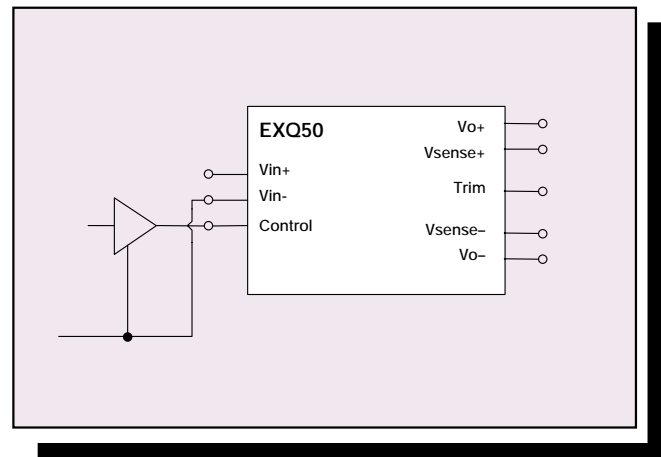 EXQ50
Vin+
Vin-
Control
Vo+
Vsense+
Trim
Vsense–
Vo–